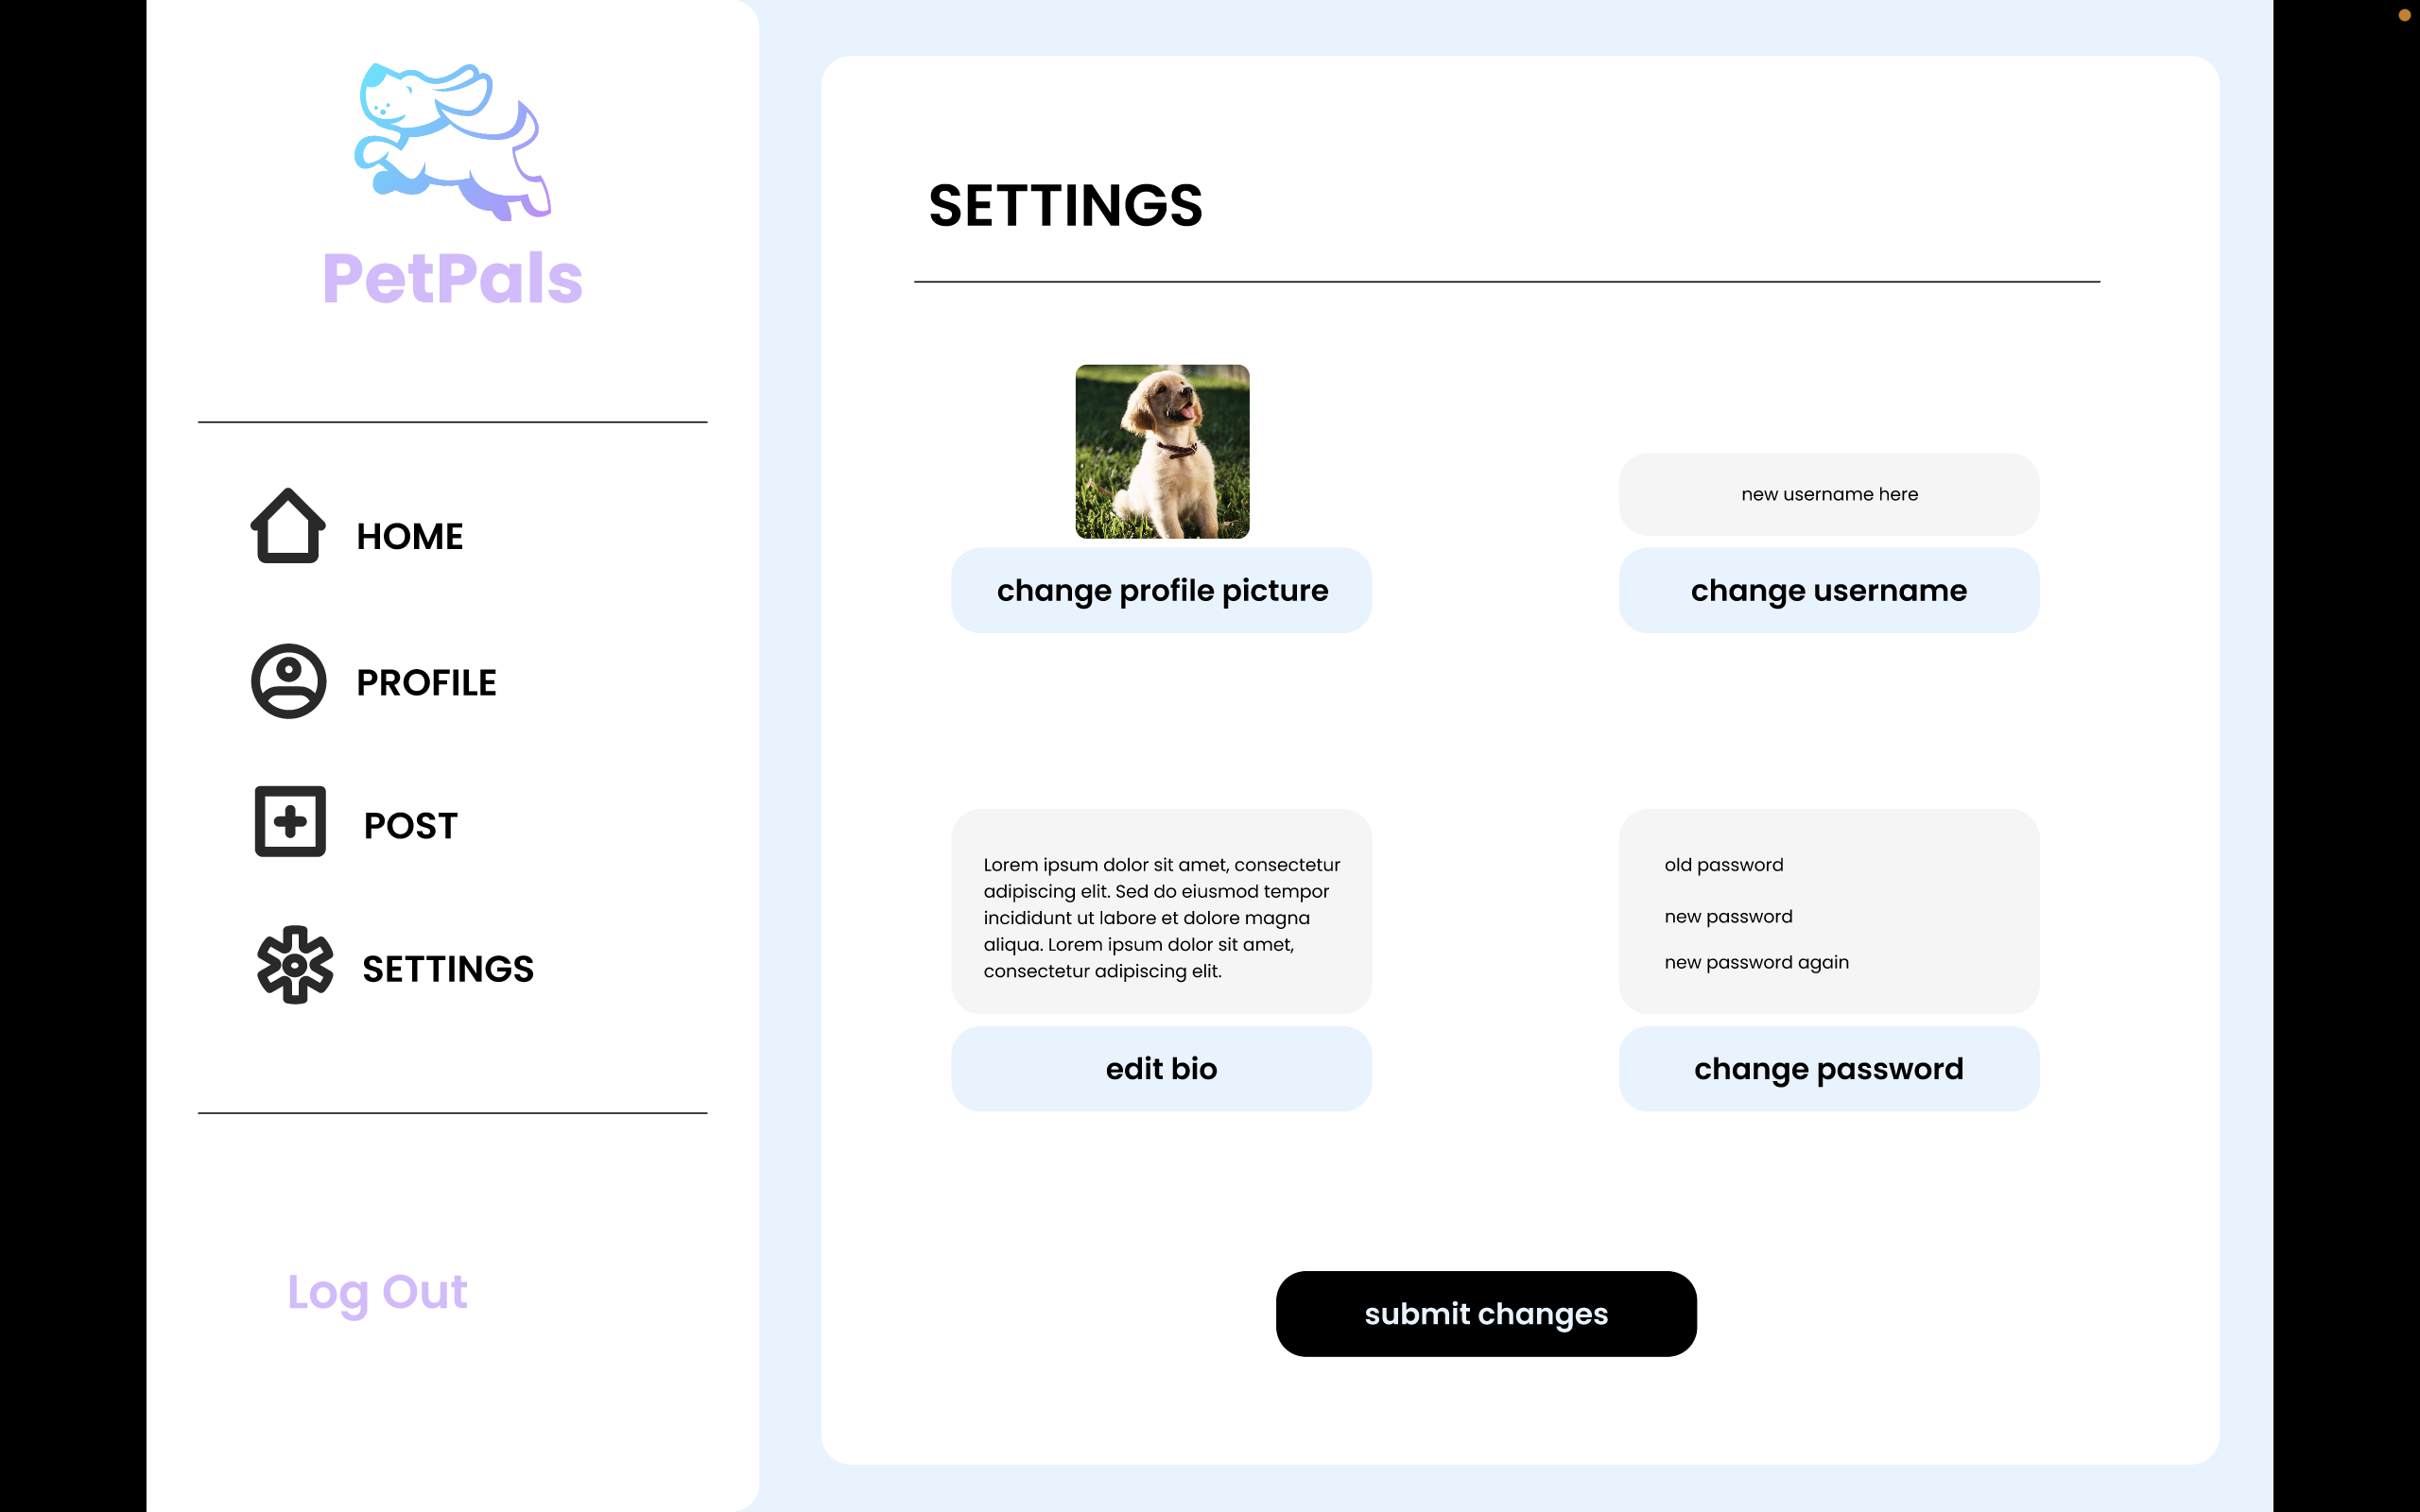 PetPals
HOME
PROFILE
POST
SETTINGS
Log Out
SETTINGS
change profile picture
new username here
change username
Lorem ipsum dolor sit amet, consectetur
adipiscing elit. Sed do eiusmod tempor
incididunt ut labore et dolore magna
aliqua. Lorem ipsum dolor sit amet,
consectetur adipiscing elit.
edit bio
old password
new password
new password again
change password
submit changes